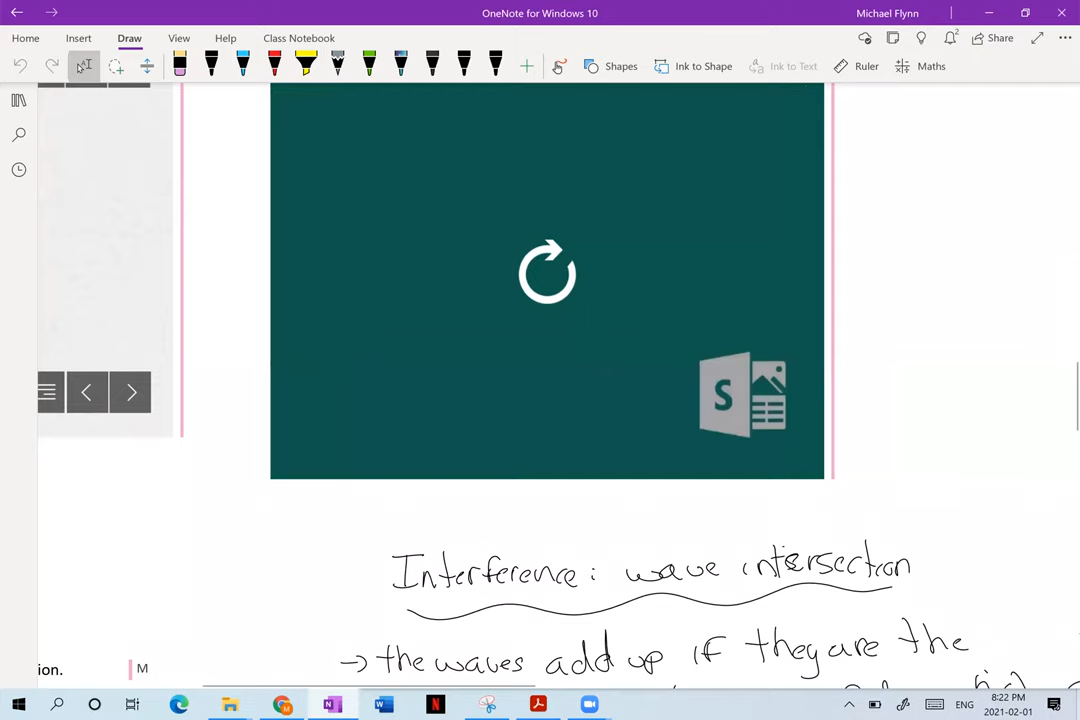 OneNote for Windows 10
Michael Flynn
Home Insert Draw View Help Class Notebook
Share
Shapes Ink to Shape Ink to Text Ruler Maths
S
Interference: wave intersection
→ the waves add up if they are the
ion.
M
ENG
8:22 PM
2021-02-01